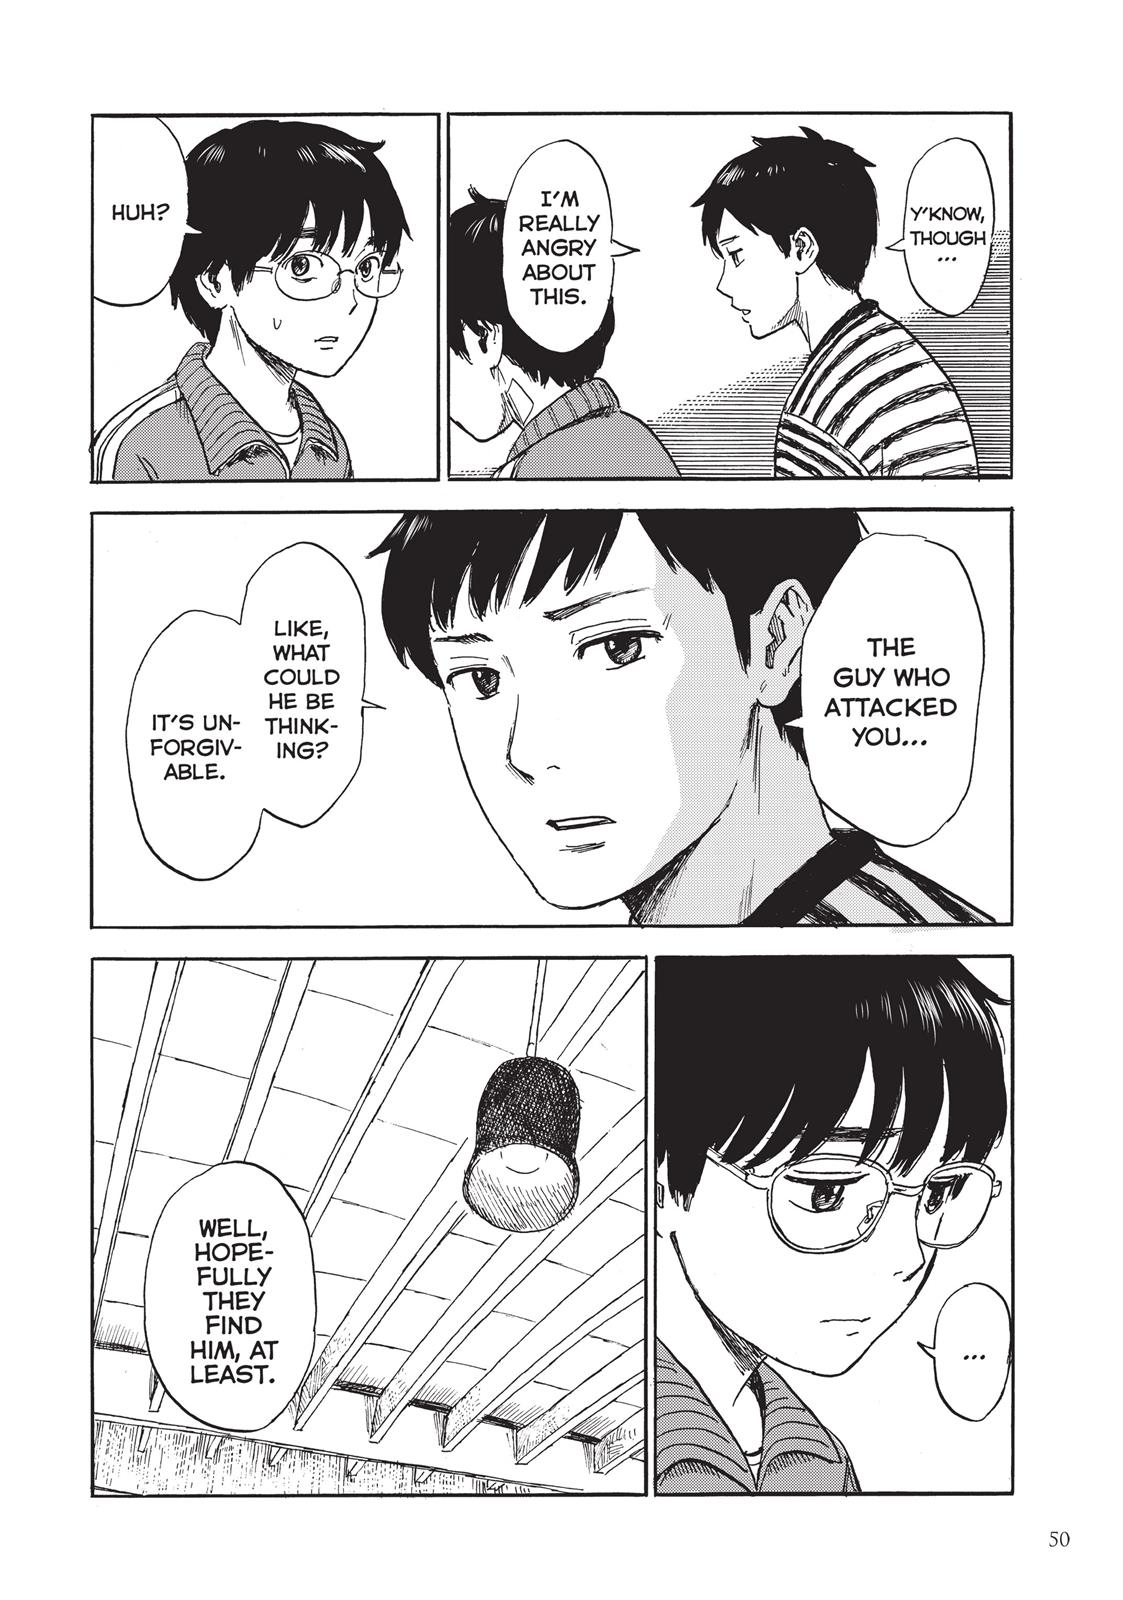 Y'KNOW,
THOUGH
...
I'M
REALLY
ANGRY
ABOUT
THIS.
HUH?
THE
GUY WHO
ATTACKED
YOU...
LIKE,
WHAT
COULD
HE BE
THINK-
ING?
IT'S UN-
FORGIV-
ABLE.
...
WELL,
HOPE-
FULLY
THEY
FIND
HIM, AT
LEAST.
50